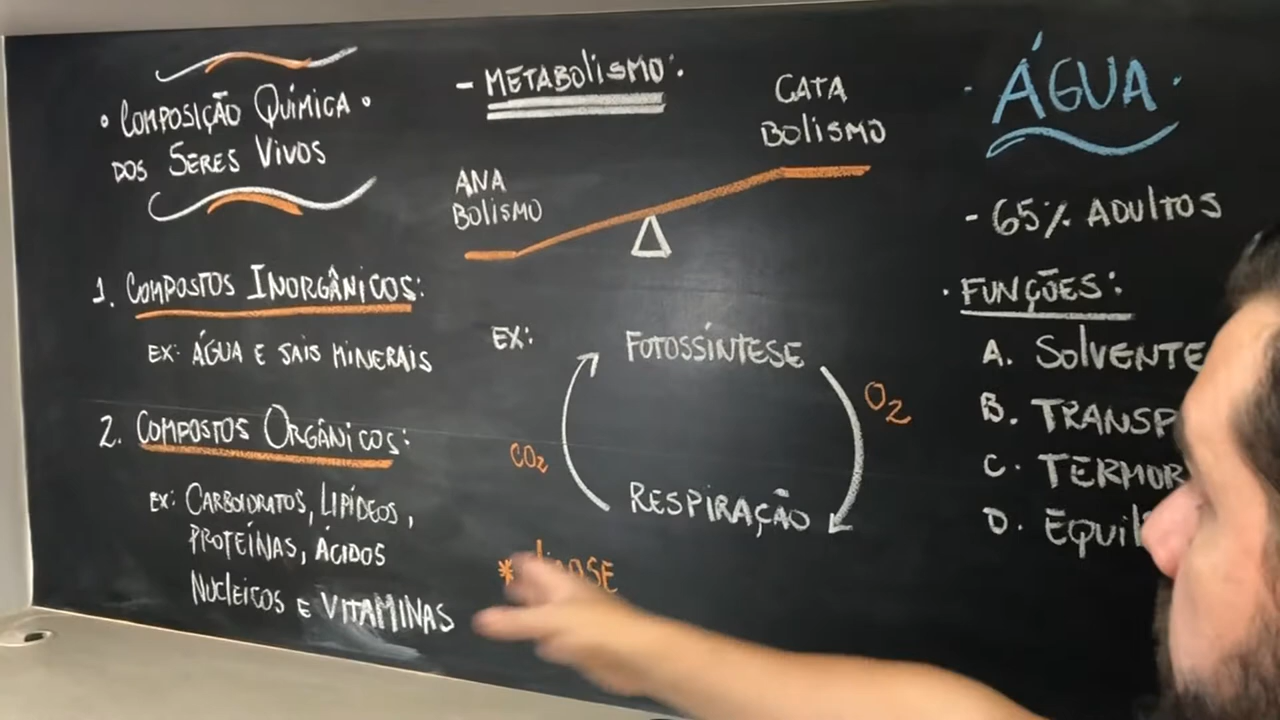 • COMPOSIÇÃO QUÍMICA •
DOS SERES VIVOS
1. COMPOSTOS INORGÂNICOS:
EX: ÁGUA E SAIS MINERAIS
2. COMPOSTOS ORGÂNICOS:
EX: CARBOIDRATOS, LIPÍDEOS,
PROTEÍNAS, ÁCIDOS
NUCLEICOS E VITAMINAS
- METABOLISMO:
CATA
BOLISMO
ANA
BOLISMO
EX:
FOTOSSÍNTESE
O2
CO2
RESPIRAÇÃO
· ÁGUA ·
- 65% ADULTOS
· FUNÇÕES:
A. SOLVENTE
B. TRANSP
C. TERMOR
D. EQUIL